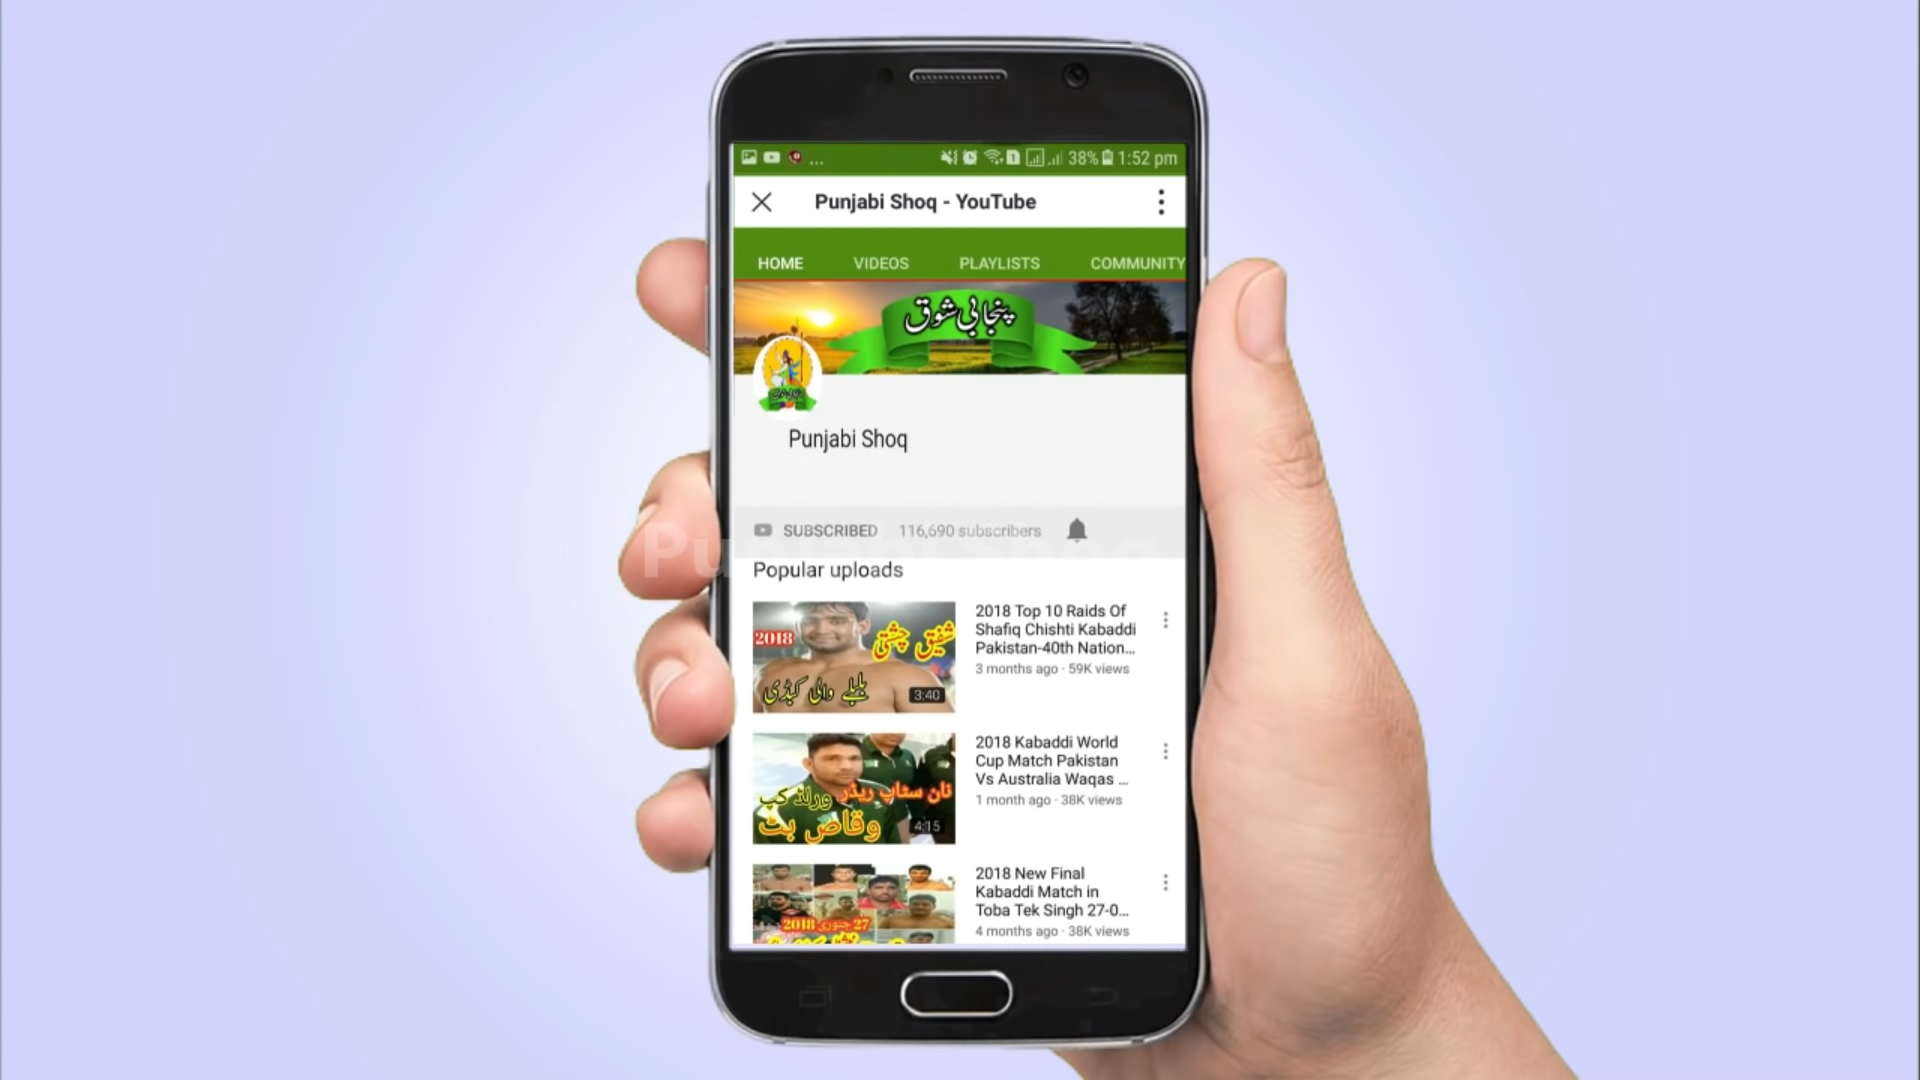 38% 1:52 pm
Punjabi Shoq - YouTube
HOME VIDEOS PLAYLISTS COMMUNITY
پنجابی شوق
Punjabi Shoq
SUBSCRIBED 116,690 subscribers
Popular uploads
2018
شفیق چشتی
بلبلے والی کبڈی
3:40
2018 Top 10 Raids Of
Shafiq Chishti Kabaddi
Pakistan-40th Nation...
3 months ago · 59K views
نان سٹاپ ریڈر ورلڈ کپ
وقاص بٹ
4:15
2018 Kabaddi World
Cup Match Pakistan
Vs Australia Waqas ...
1 month ago · 38K views
27 جنوری 2018
2018 New Final
Kabaddi Match in
Toba Tek Singh 27-0...
4 months ago · 38K views